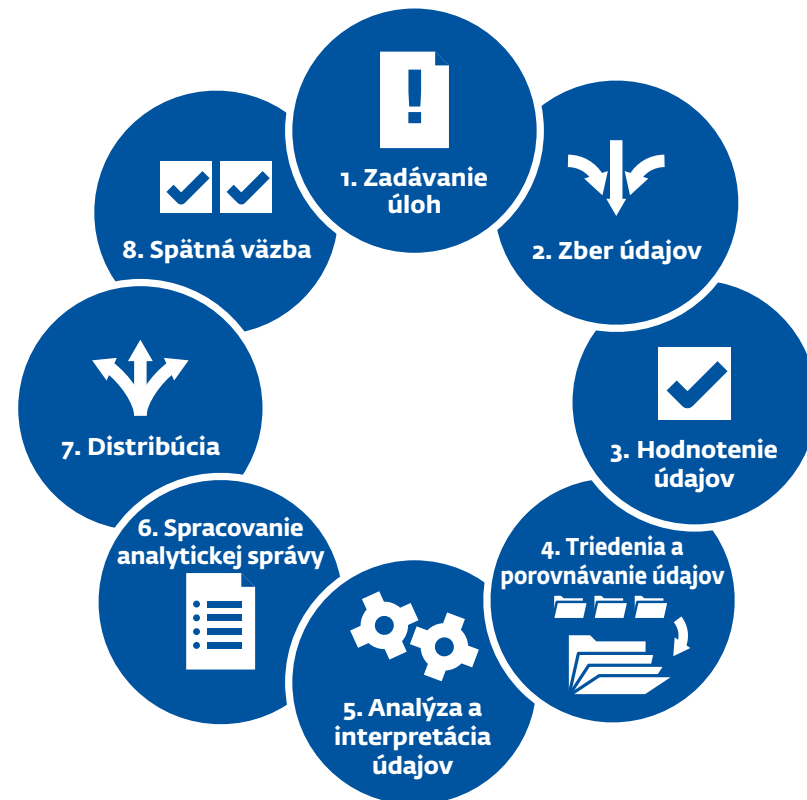 1. Zadávanie
úloh
2. Zber údajov
3. Hodnotenie
údajov
4. Triedenia a
porovnávanie údajov
5. Analýza a
interpretácia
údajov
6. Spracovanie
analytickej správy
7. Distribúcia
8. Spätná väzba